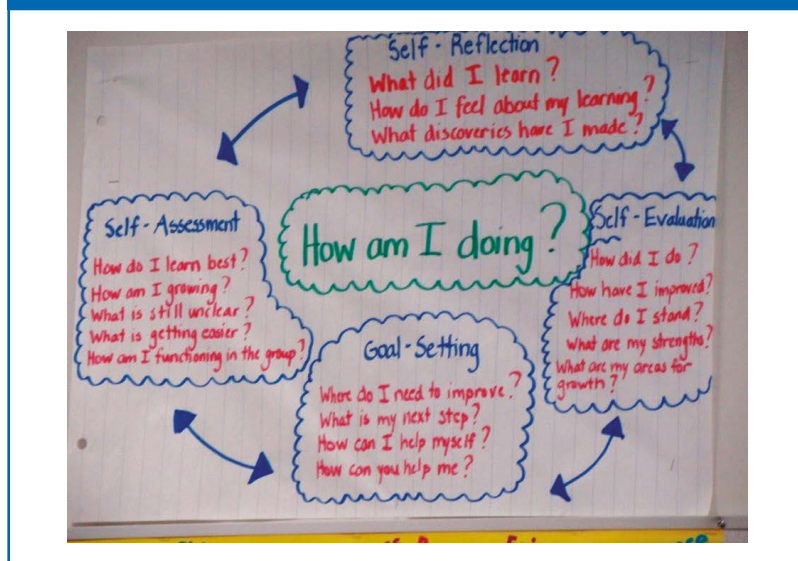 Self-Reflection
What did I learn?
How do I feel about my learning?
What discoveries have I made?
Self-Assessment
How do I learn best?
How am I growing?
What is still unclear?
What is getting easier?
How am I functioning in the group?
How am I doing?
Self-Evaluation
How did I do?
How have I improved?
Where do I stand?
What are my strengths?
What are my areas for
growth?
Goal-Setting
Where do I need to improve?
What is my next step?
How can I help myself?
How can you help me?